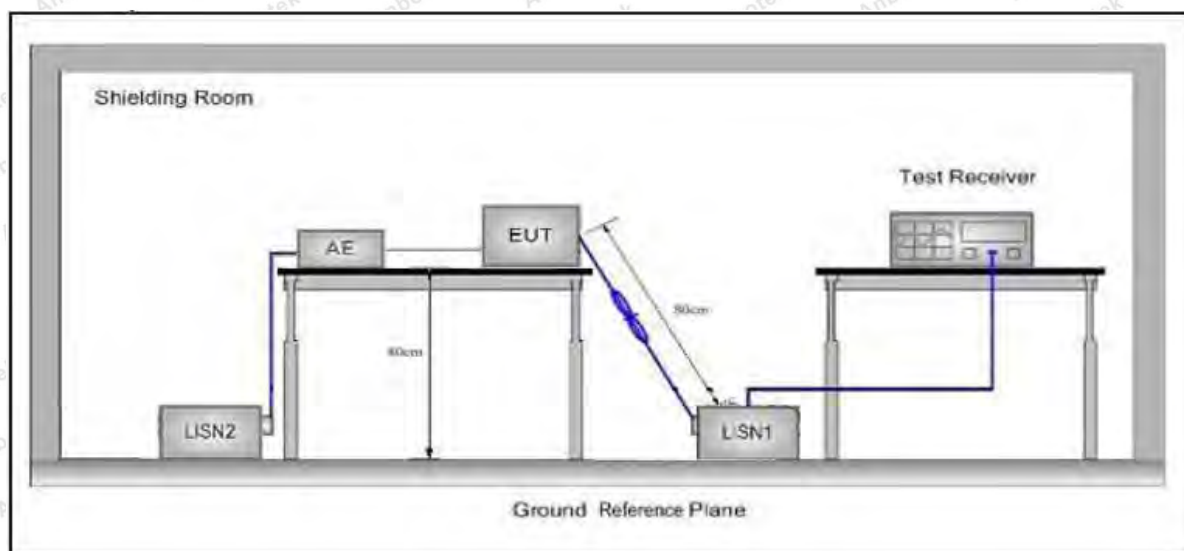 Shielding Room
Test Receiver
AE
EUT
80cm
80cm
LISN2
LISN1
Ground Reference Plane